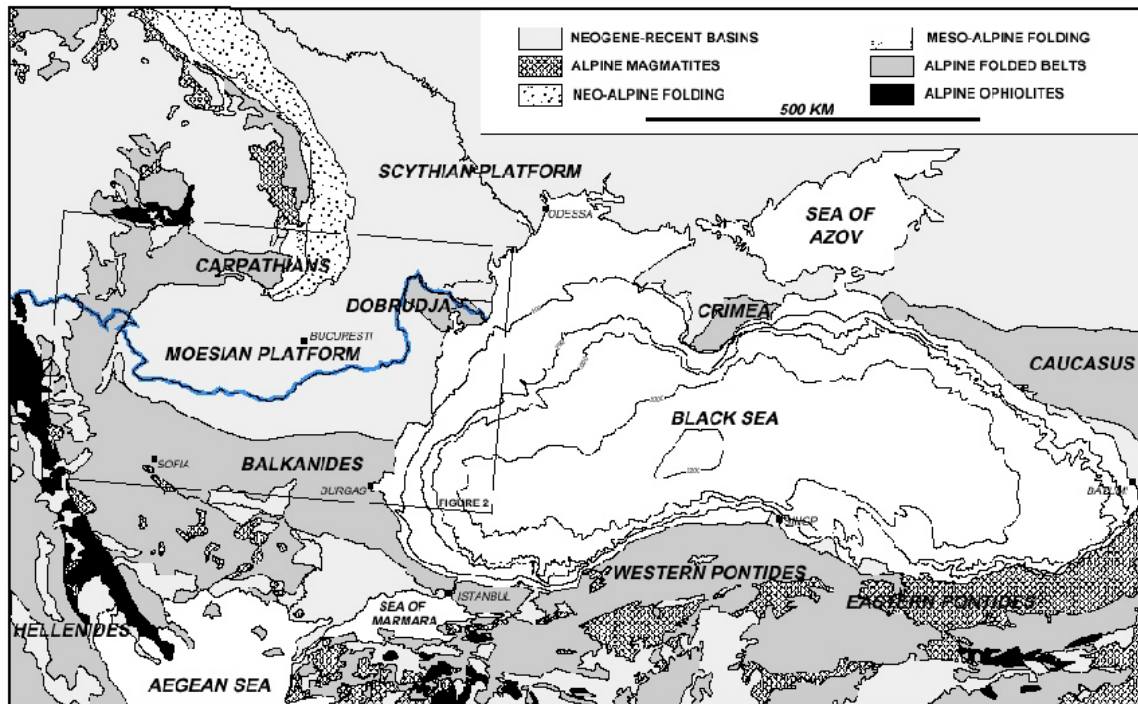 NEOGENE-RECENT BASINS
ALPINE MAGMATITES
NEO-ALPINE FOLDING
MESO-ALPINE FOLDING
ALPINE FOLDED BELTS
ALPINE OPHIOLITES
500 KM
SCYTHIAN PLATFORM
ODESSA
SEA OF
AZOV
CARPATHIANS
DOBRUDJA
CRIMEA
BUCURESTI
MOESIAN PLATFORM
CAUCASUS
BLACK SEA
SOFIA
BALKANIDES
BURGAS
FIGURE 2
BATUMI
WESTERN PONTIDES
ISTANBUL
EASTERN PONTIDES
SEA OF
MARMARA
HELLENIDES
AEGEAN SEA